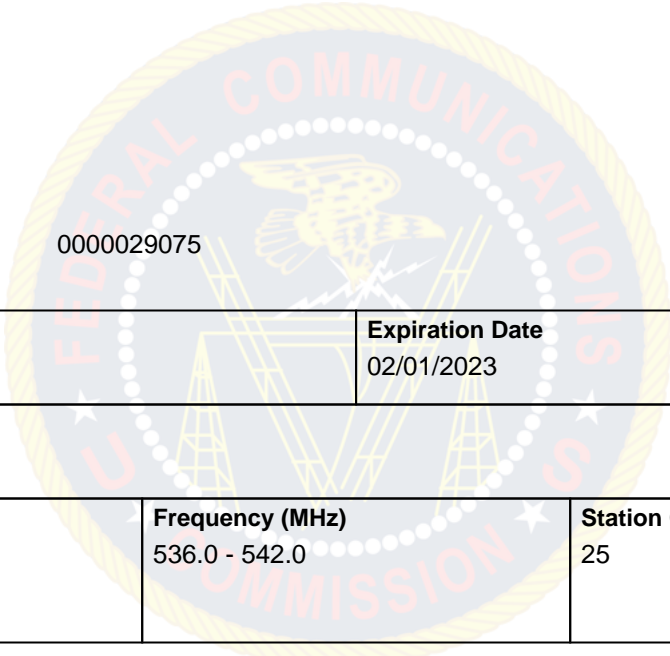 FEDERAL COMMUNICATIONS COMMISSION
U S
0000029075
Expiration Date
02/01/2023
Frequency (MHz)
536.0 - 542.0
Station
25